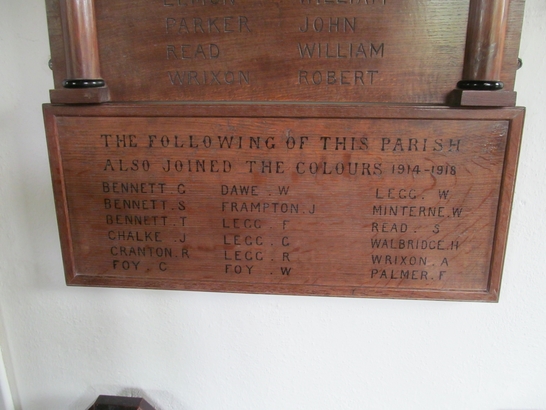 WILLIAM
PARKER JOHN
READ WILLIAM
WRIXON ROBERT
THE FOLLOWING OF THIS PARISH
ALSO JOINED THE COLOURS 1914-1918
BENNETT. G DAWE. W LEGG. W
BENNETT. S FRAMPTON. J MINTERNE. W
BENNETT. T LEGG. F READ. S
CHALKE. J LEGG. G WALBRIDGE. H
CRANTON. R LEGG. R WRIXON. A
FOY. G FOY. W PALMER. F